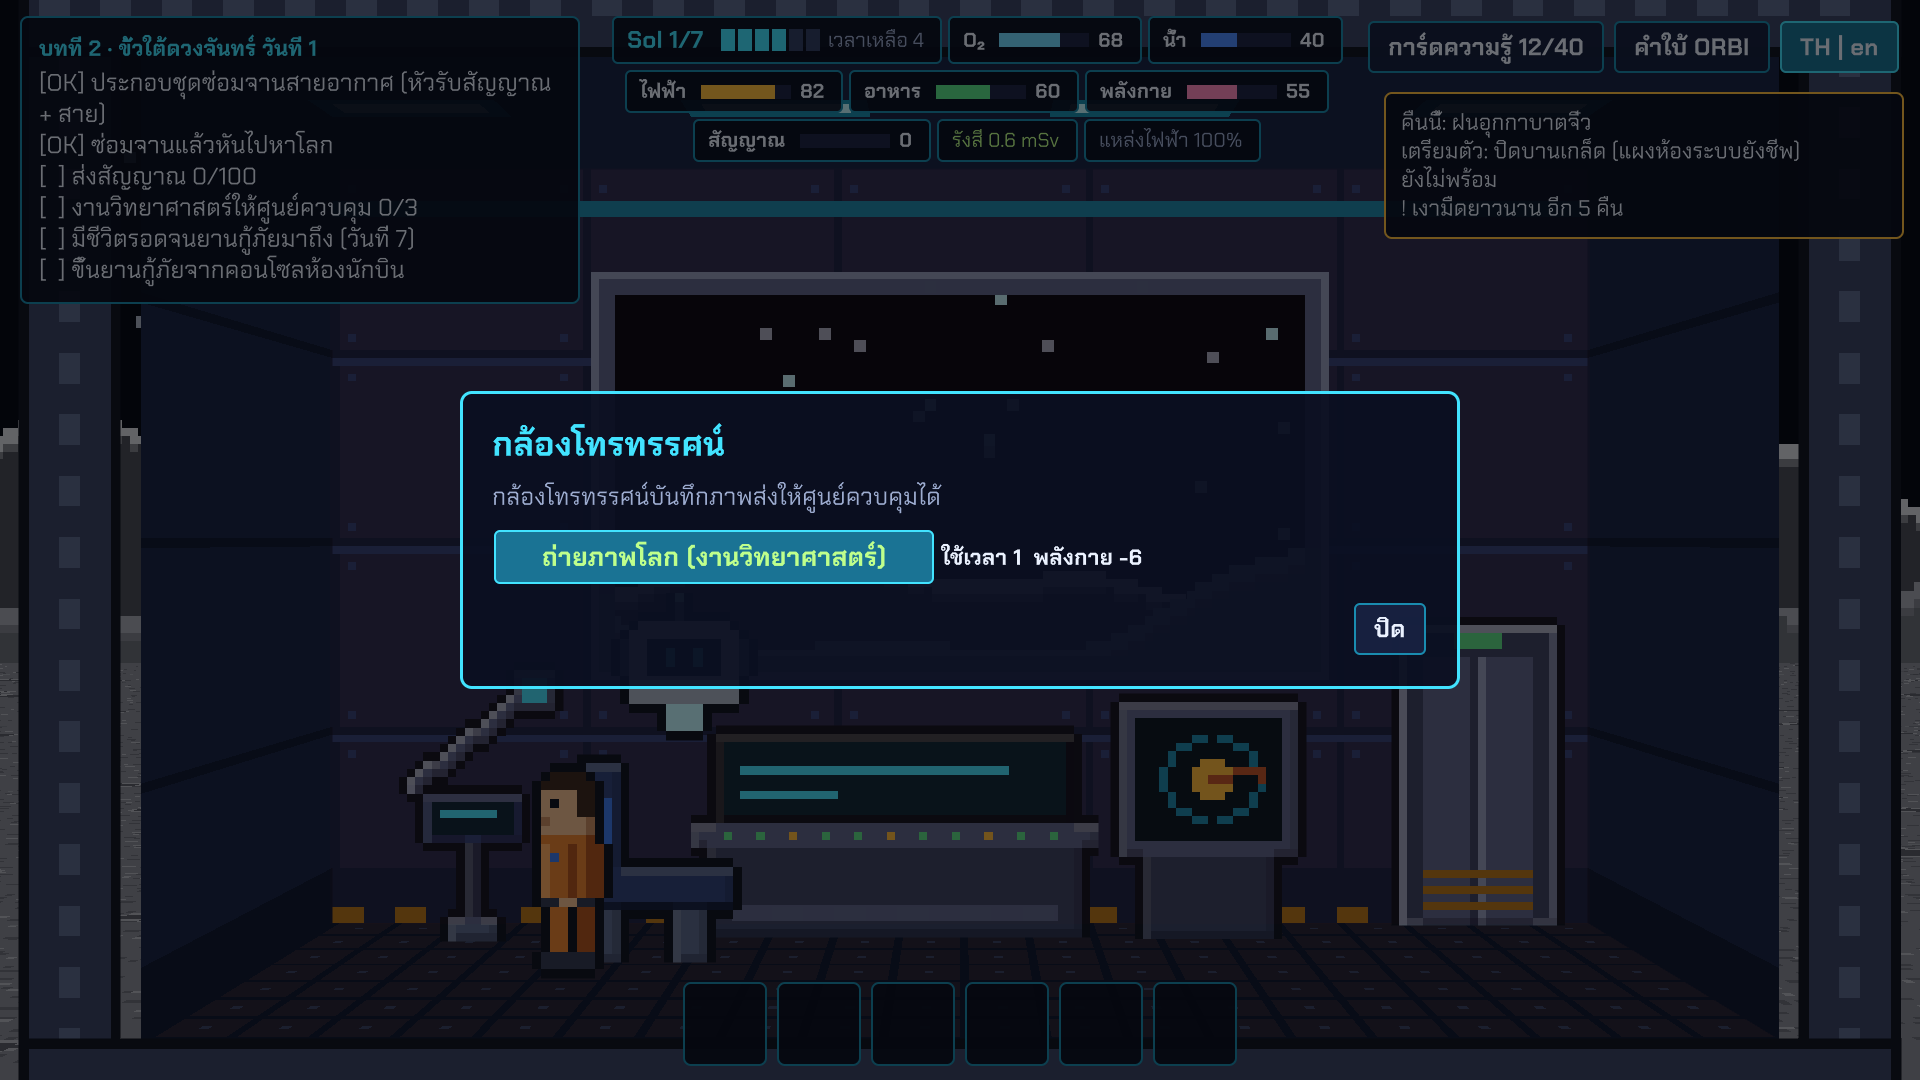 บทที่ 2 · ขั้วใต้ดวงจันทร์ วันที่ 1
[OK] ประกอบชุดซ่อมจานสายอากาศ (หัวรับสัญญาณ
+ สาย)
[OK] ซ่อมจานแล้วหันไปหาโลก
[ ] ส่งสัญญาณ 0/100
[ ] งานวิทยาศาสตร์ให้ศูนย์ควบคุม 0/3
[ ] มีชีวิตรอดจนยานกู้ภัยมาถึง (วันที่ 7)
[ ] ขึ้นยานกู้ภัยจากคอนโซลห้องนักบิน
Sol 1/7 เวลาเหลือ 4
O₂ 68
น้ำ 40
ไฟฟ้า 82
อาหาร 60
พลังกาย 55
สัญญาณ 0
รังสี 0.6 mSv
แหล่งไฟฟ้า 100%
การ์ดความรู้ 12/40
คำใบ้ ORBI
TH | en
คืนนี้: ฝนอุกกาบาตจิ๋ว
เตรียมตัว: ปิดบานเกล็ด (แผงห้องระบบยังชีพ)
ยังไม่พร้อม
! เงามืดยาวนาน อีก 5 คืน
กล้องโทรทรรศน์
กล้องโทรทรรศน์บันทึกภาพส่งให้ศูนย์ควบคุมได้
ถ่ายภาพโลก (งานวิทยาศาสตร์)
ใช้เวลา 1 พลังกาย -6
ปิด